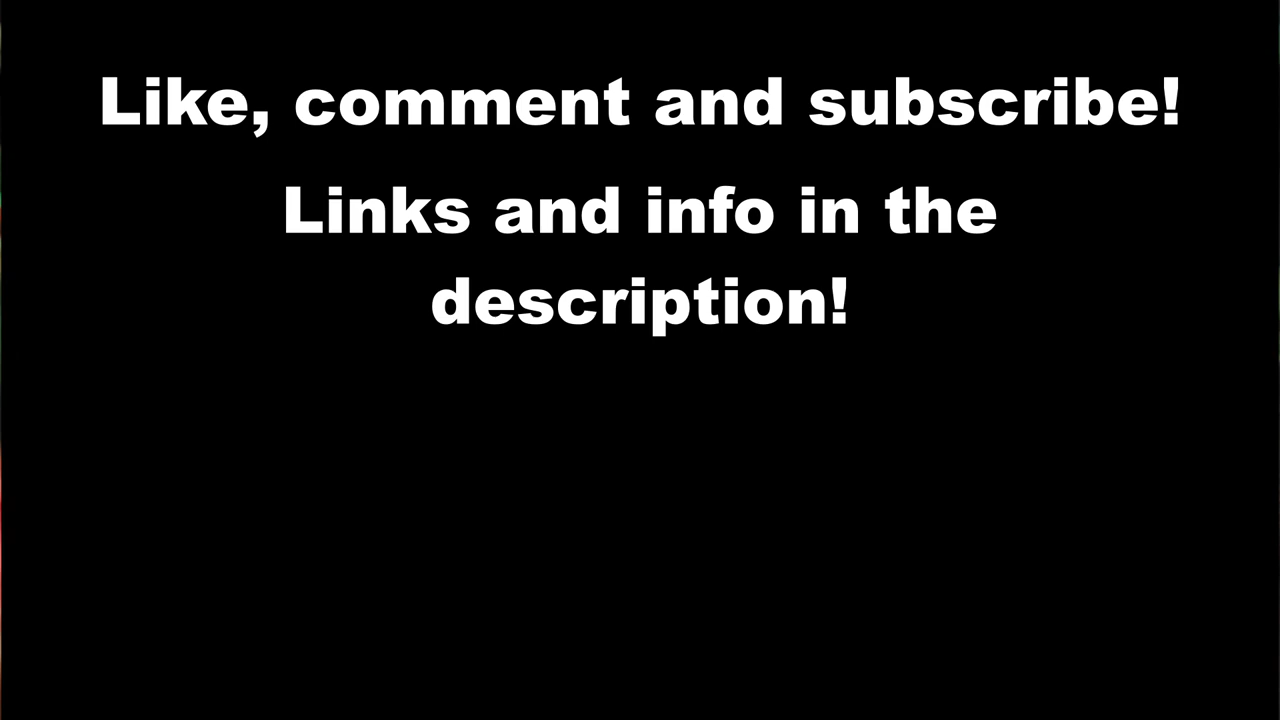 Like, comment and subscribe!
Links and info in the
description!